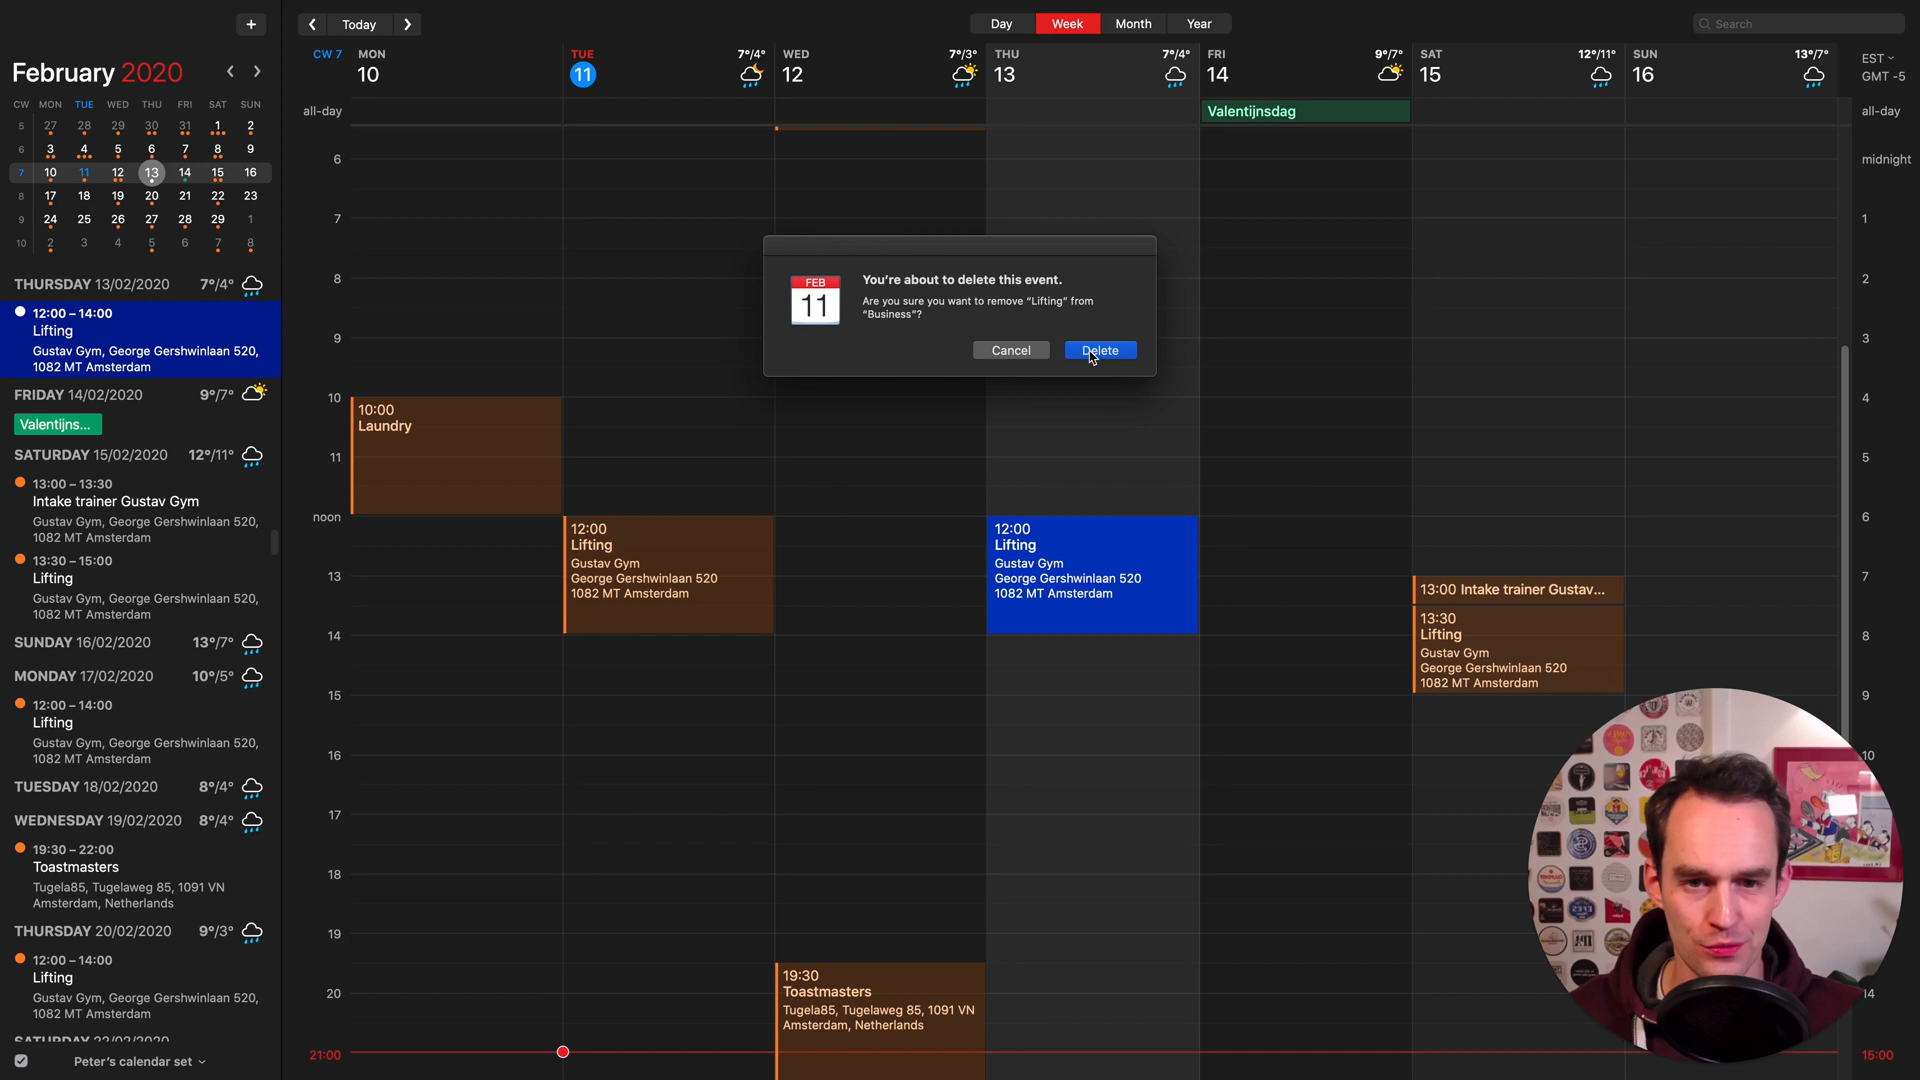 +
February 2020
CW MON TUE WED THU FRI SAT SUN
5 27 28 29 30 31 1 2
6 3 4 5 6 7 8 9
7 10 11 12 13 14 15 16
8 17 18 19 20 21 22 23
9 24 25 26 27 28 29 1
10 2 3 4 5 6 7 8
THURSDAY 13/02/2020 7°/4°
12:00 – 14:00
Lifting
Gustav Gym, George Gershwinlaan 520,
1082 MT Amsterdam
FRIDAY 14/02/2020 9°/7°
Valentijns...
SATURDAY 15/02/2020 12°/11°
13:00 – 13:30
Intake trainer Gustav Gym
Gustav Gym, George Gershwinlaan 520,
1082 MT Amsterdam
13:30 – 15:00
Lifting
Gustav Gym, George Gershwinlaan 520,
1082 MT Amsterdam
SUNDAY 16/02/2020 13°/7°
MONDAY 17/02/2020 10°/5°
12:00 – 14:00
Lifting
Gustav Gym, George Gershwinlaan 520,
1082 MT Amsterdam
TUESDAY 18/02/2020 8°/4°
WEDNESDAY 19/02/2020 8°/4°
19:30 – 22:00
Toastmasters
Tugela85, Tugelaweg 85, 1091 VN
Amsterdam, Netherlands
THURSDAY 20/02/2020 9°/3°
12:00 – 14:00
Lifting
Gustav Gym, George Gershwinlaan 520,
1082 MT Amsterdam
SATURDAY 22/02/2020
Peter's calendar set
Today
Day Week Month Year
Search
CW 7 MON TUE 7°/4° WED 7°/3° THU 7°/4° FRI 9°/7° SAT 12°/11° SUN 13°/7° EST
10 11 12 13 14 15 16 GMT -5
all-day Valentijnsdag all-day
6 midnight
7 1
8 2
9 3
10 4
11 5
noon 6
13 7
14 8
15 9
16 10
17
18
19
20 14
21:00 15:00
FEB
11
You're about to delete this event.
Are you sure you want to remove “Lifting” from
“Business”?
Cancel Delete
10:00
Laundry
12:00
Lifting
Gustav Gym
George Gershwinlaan 520
1082 MT Amsterdam
19:30
Toastmasters
Tugela85, Tugelaweg 85, 1091 VN
Amsterdam, Netherlands
12:00
Lifting
Gustav Gym
George Gershwinlaan 520
1082 MT Amsterdam
13:00 Intake trainer Gustav...
13:30
Lifting
Gustav Gym
George Gershwinlaan 520
1082 MT Amsterdam